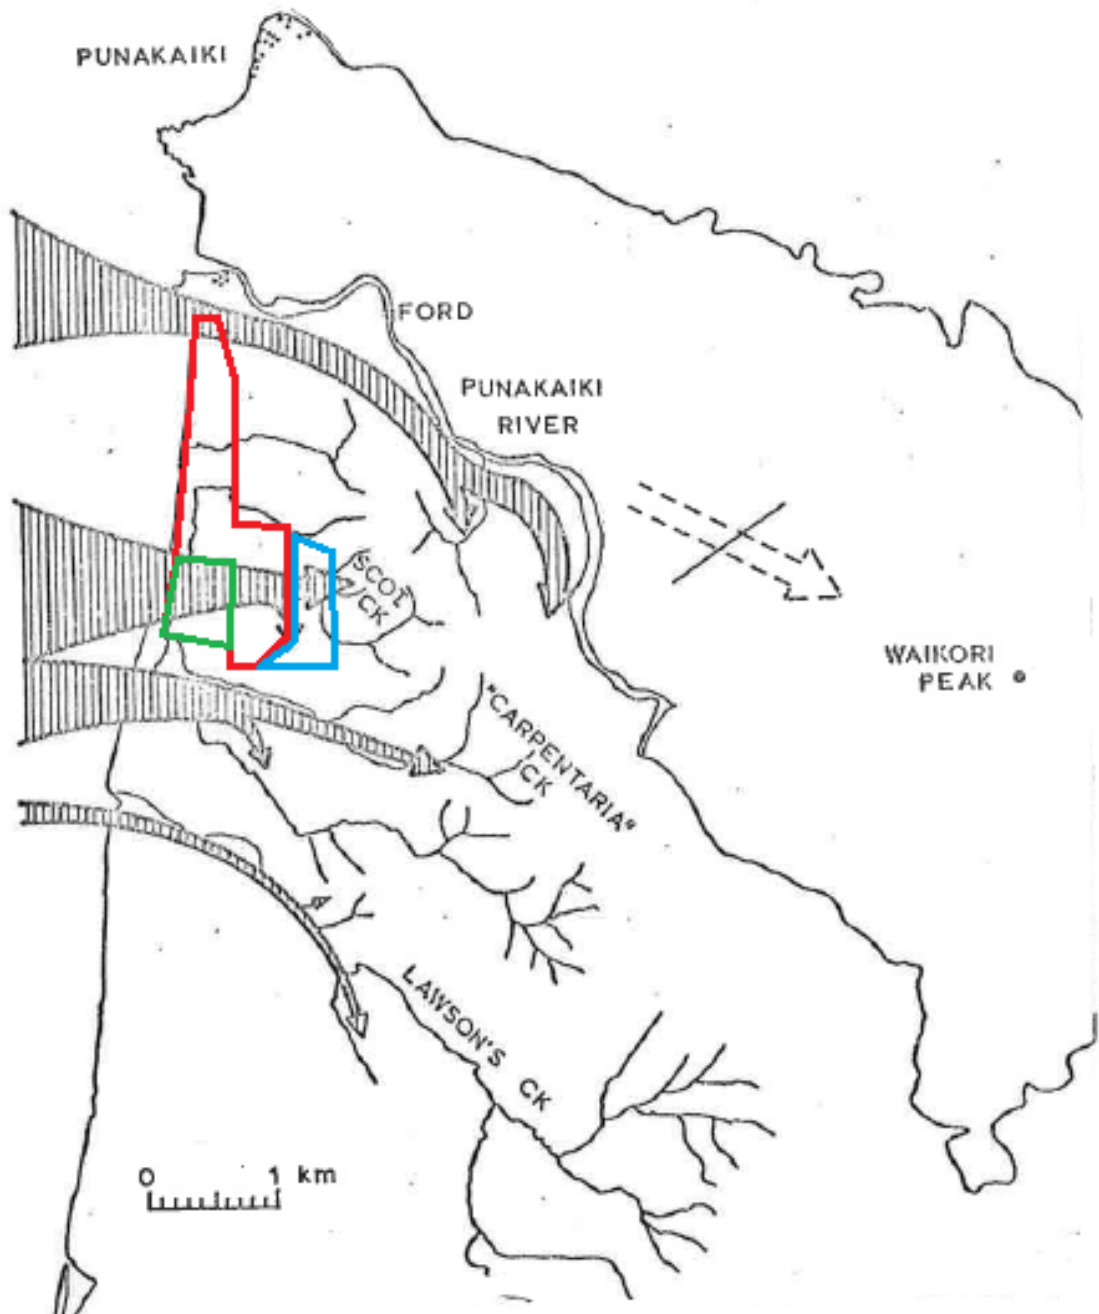 PUNAKAIKI
FORD
PUNAKAIKI
RIVER
SCOT
CK
WAIKORI
PEAK
"CARPENTARIA"
CK
LAWSON'S CK
0 1 km